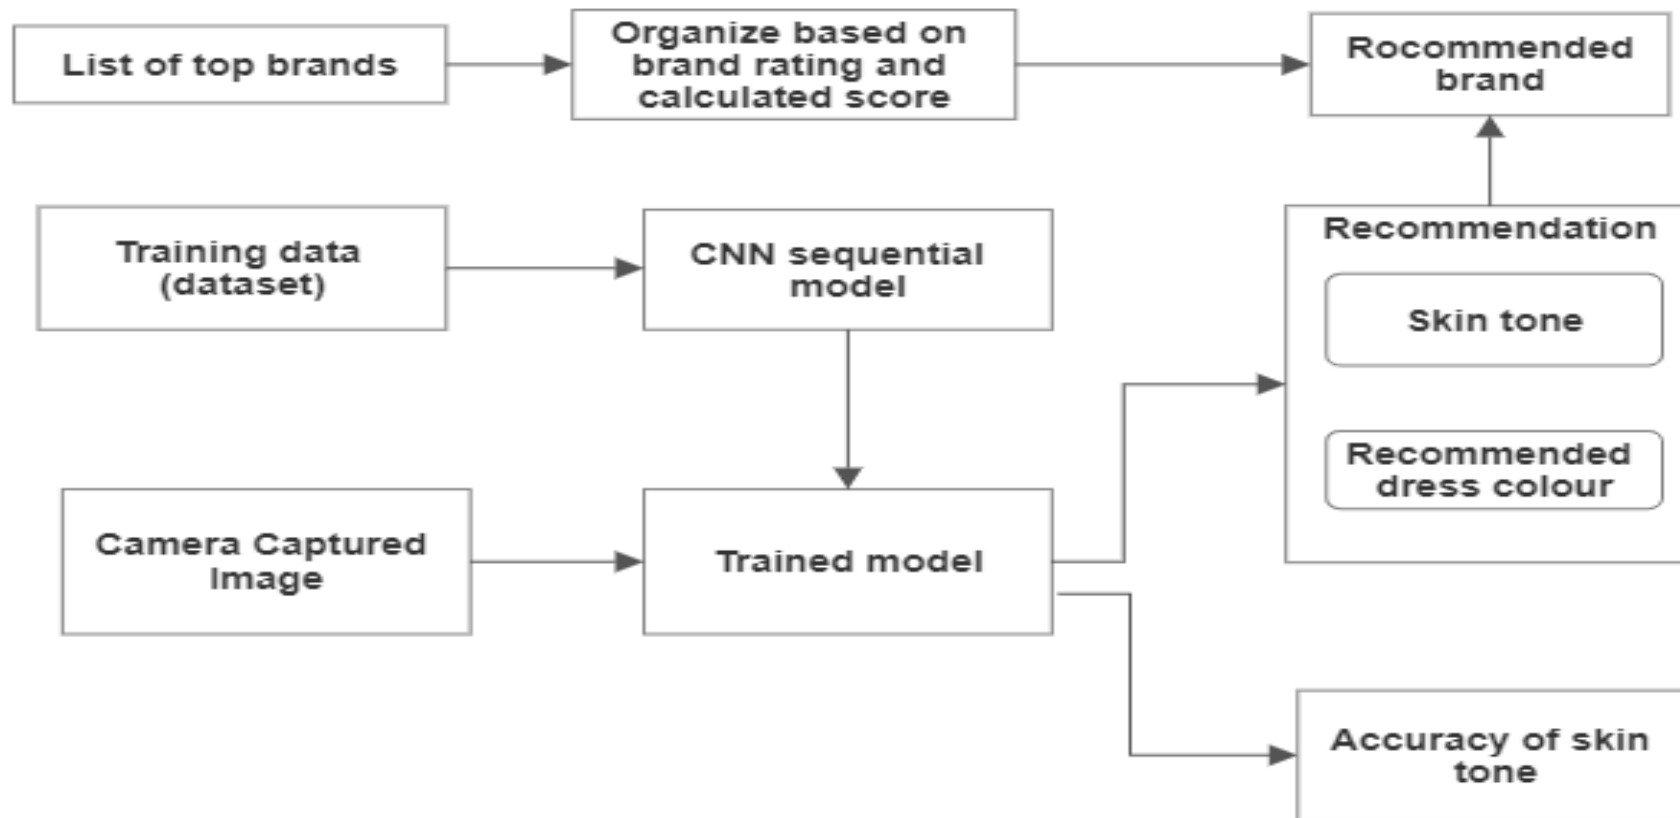 List of top brands
Organize based on
brand rating and
calculated score
Rocommended
brand
Training data
(dataset)
CNN sequential
model
Recommendation
Skin tone
Recommended
dress colour
Camera Captured
Image
Trained model
Accuracy of skin
tone